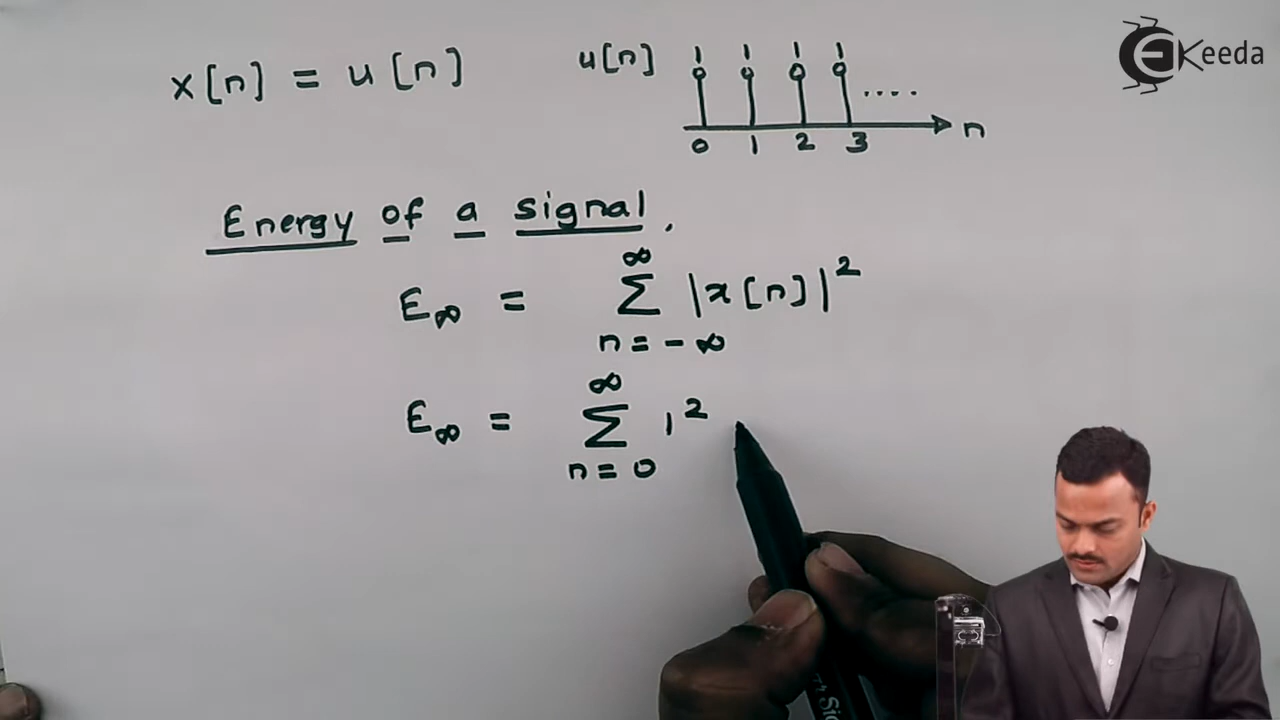 x[n] = u[n]
u[n]
1 1 1 1
....
0 1 2 3 n
EKeeda
Energy of a signal.
E∞ = ∞ Σ n=-∞ |x[n]|²
E∞ = ∞ Σ n=0 1²